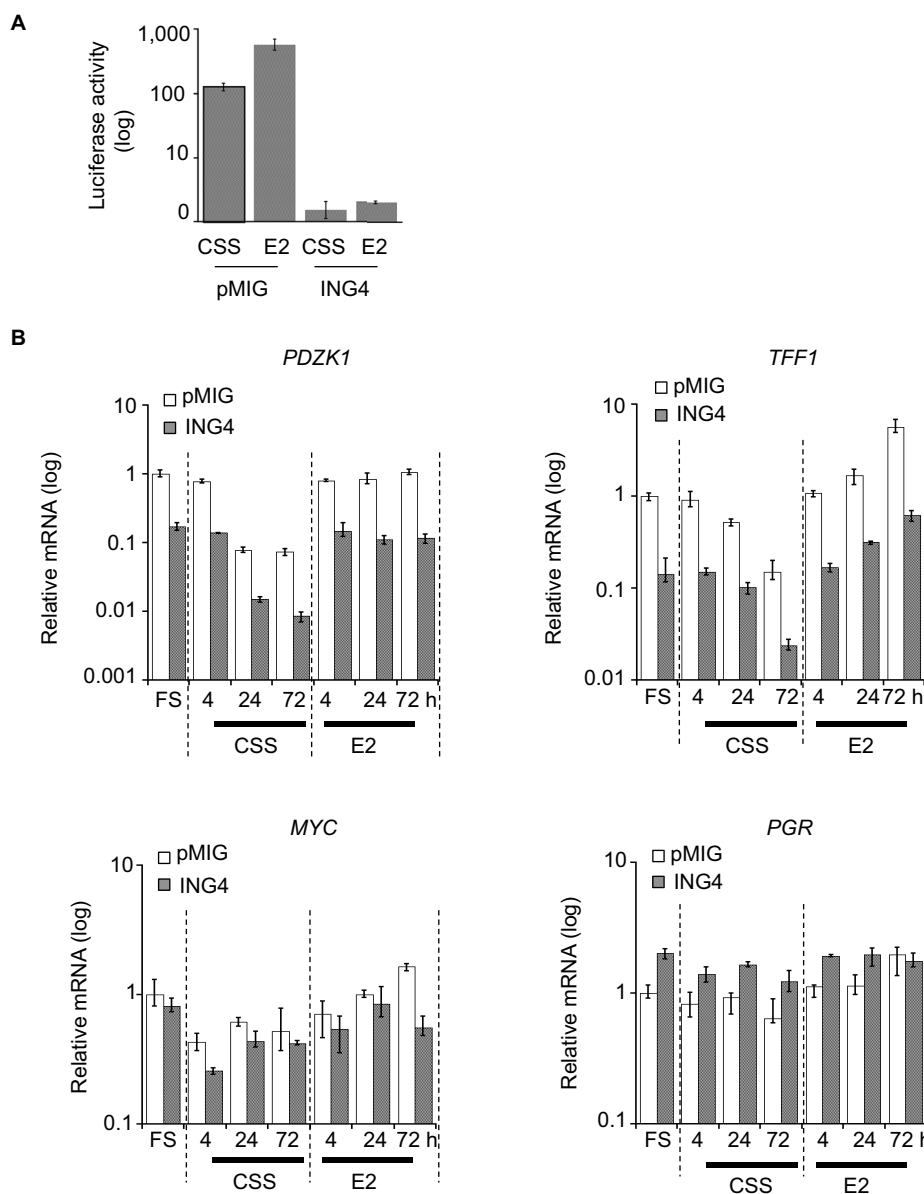 A
Luciferase activity
(log)
1,000
100
10
0
CSS E2 CSS E2
pMIG ING4
B
PDZK1
pMIG
ING4
Relative mRNA (log)
10
1
0.1
0.01
0.001
FS 4 24 72 4 24 72 h
CSS E2
TFF1
pMIG
ING4
Relative mRNA (log)
10
1
0.1
0.01
FS 4 24 72 4 24 72 h
CSS E2
MYC
pMIG
ING4
Relative mRNA (log)
10
1
0.1
FS 4 24 72 4 24 72 h
CSS E2
PGR
pMIG
ING4
Relative mRNA (log)
10
1
0.1
FS 4 24 72 4 24 72 h
CSS E2